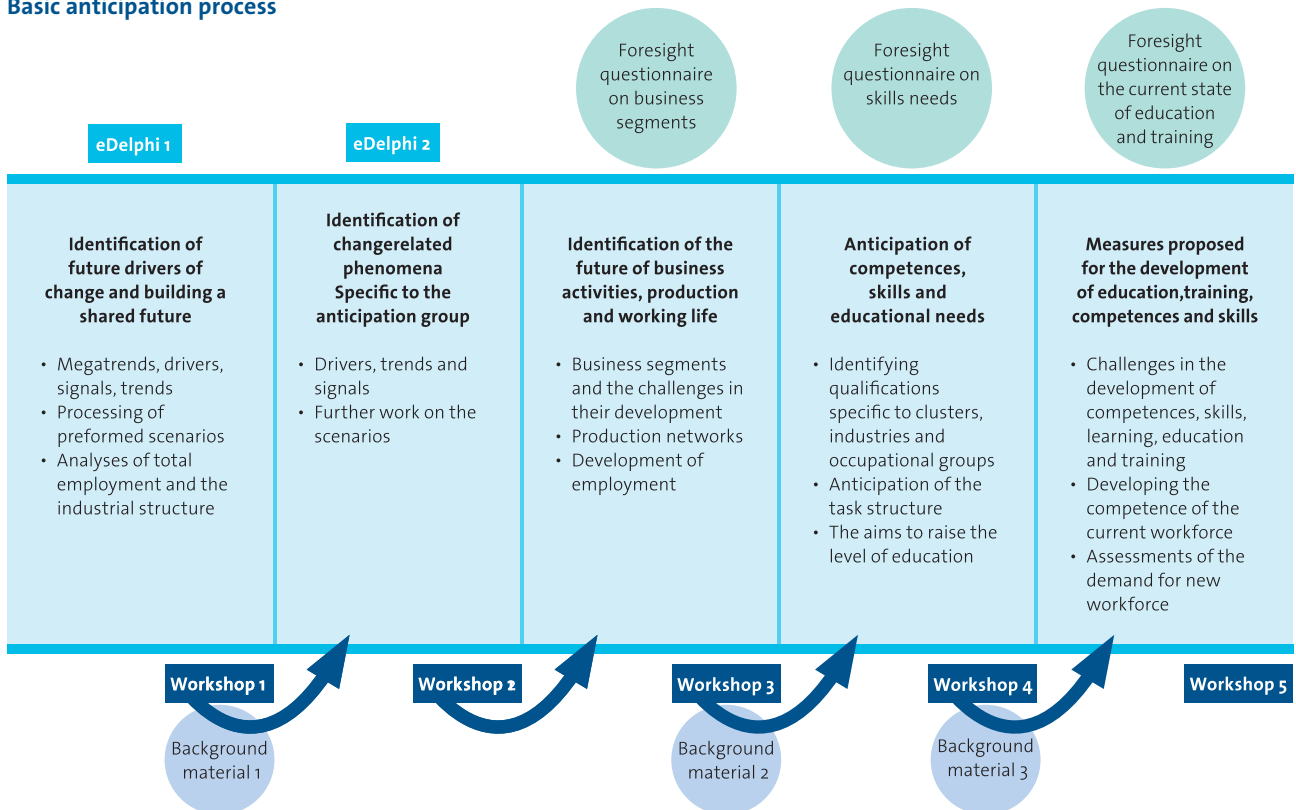 Basic anticipation process
Foresight
questionnaire
on business
segments
Foresight
questionnaire on
skills needs
Foresight
questionnaire on
the current state
of education
and training
eDelphi 1
eDelphi 2
Identification of
future drivers of
change and building a
shared future
• Megatrends, drivers,
signals, trends
• Processing of
preformed scenarios
• Analyses of total
employment and the
industrial structure
Identification of
changerelated
phenomena
Specific to the
anticipation group
• Drivers, trends and
signals
• Further work on the
scenarios
Identification of the
future of business
activities, production
and working life
• Business segments
and the challenges in
their development
• Production networks
• Development of
employment
Anticipation of
competences,
skills and
educational needs
• Identifying
qualifications
specific to clusters,
industries and
occupational groups
• Anticipation of the
task structure
• The aims to raise the
level of education
Measures proposed
for the development
of education,training,
competences and skills
• Challenges in the
development of
competences, skills,
learning, education
and training
• Developing the
competence of the
current workforce
• Assessments of the
demand for new
workforce
Workshop 1
Workshop 2
Workshop 3
Workshop 4
Workshop 5
Background
material 1
Background
material 2
Background
material 3